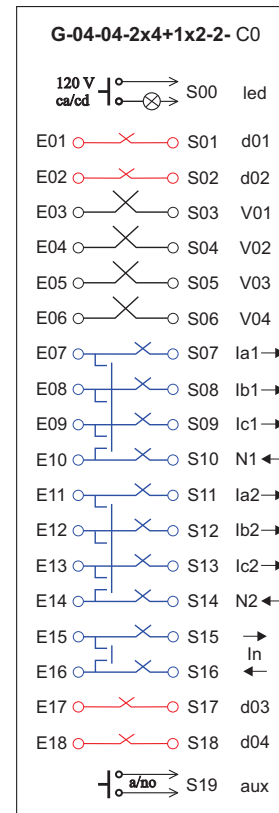 G-04-04-2x4+1x2-2- C0
120 V
ca/cd
S00 led
E01 S01 d01
E02 S02 d02
E03 S03 V01
E04 S04 V02
E05 S05 V03
E06 S06 V04
E07 S07 Ia1
E08 S08 Ib1
E09 S09 Ic1
E10 S10 N1
E11 S11 Ia2
E12 S12 Ib2
E13 S13 Ic2
E14 S14 N2
E15 S15
In
E16 S16
E17 S17 d03
E18 S18 d04
a/no S19 aux